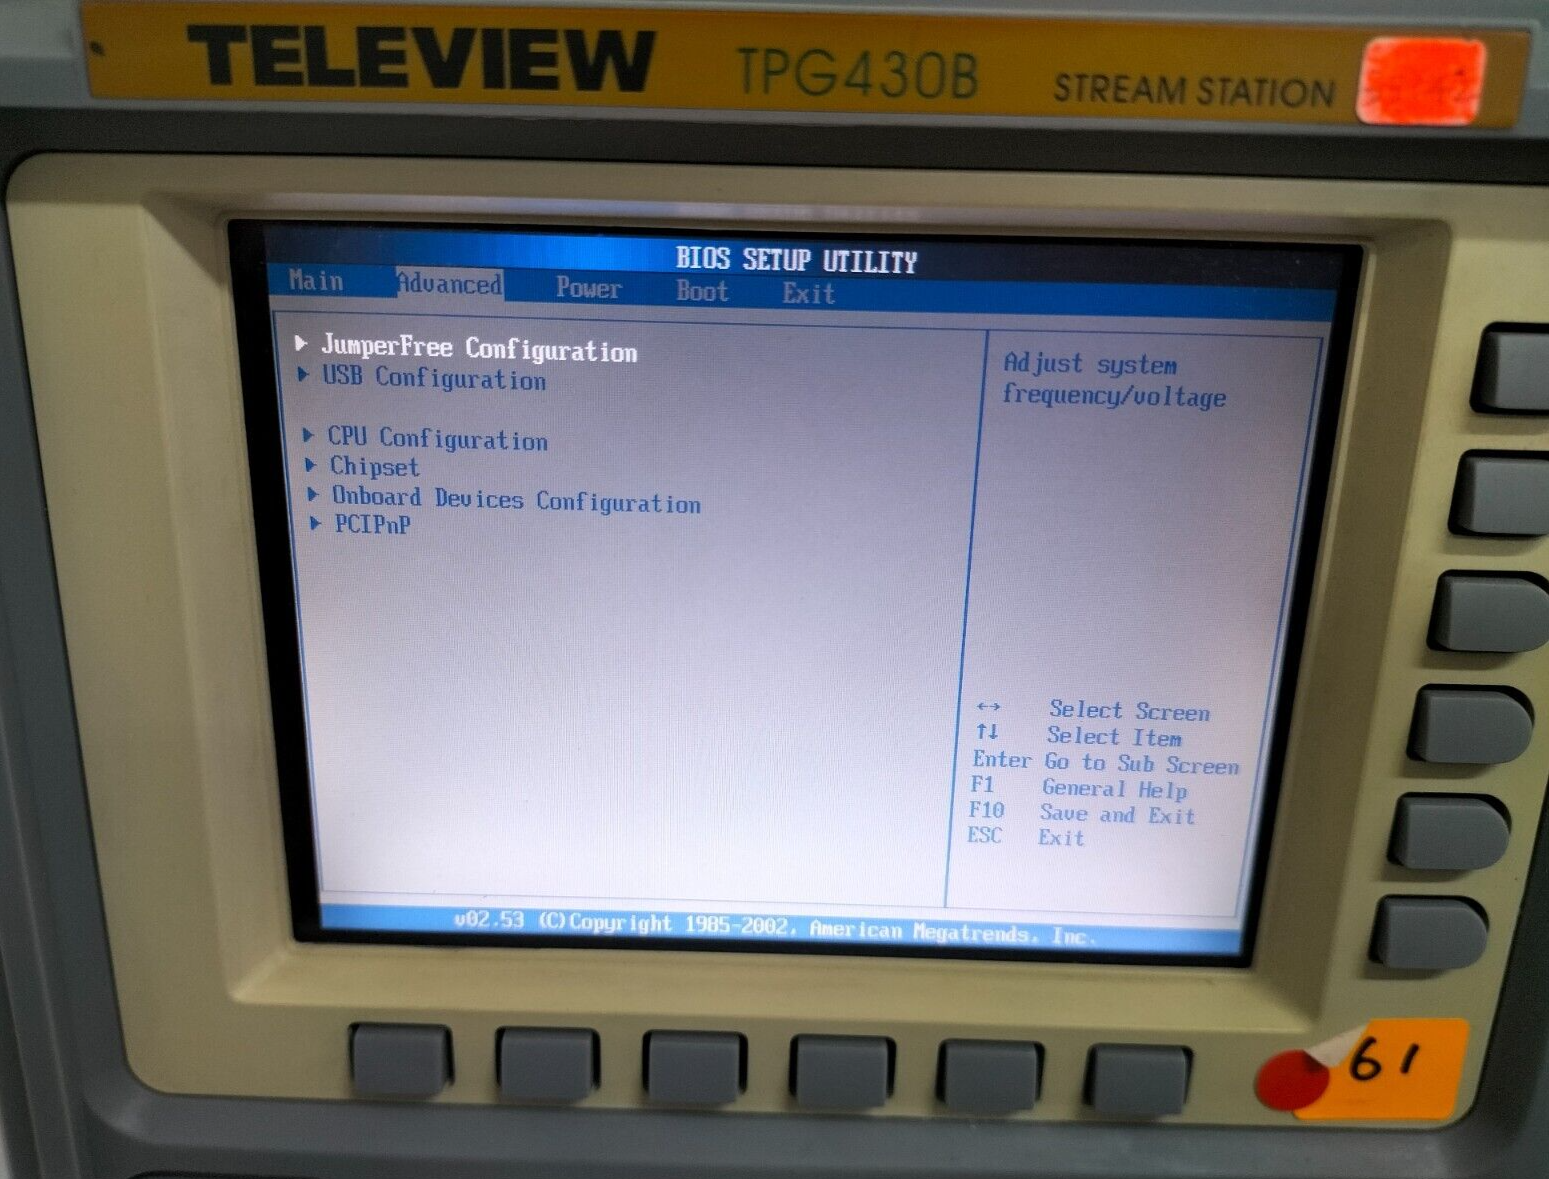 TELEVIEW TPG430B STREAM STATION
BIOS SETUP UTILITY
Main Advanced Power Boot Exit
JumperFree Configuration
USB Configuration
CPU Configuration
Chipset
Onboard Devices Configuration
PCIPnP
Adjust system
frequency/voltage
↔ Select Screen
↑↓ Select Item
Enter Go to Sub Screen
F1 General Help
F10 Save and Exit
ESC Exit
v02.53 (C)Copyright 1985-2002, American Megatrends, Inc.
61